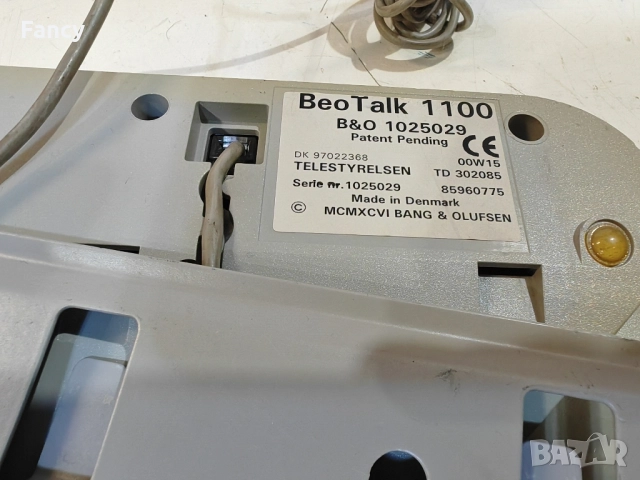 Fancy
BeoTalk 1100
B&O 1025029
Patent Pending
CE
DK 97022368
00W15
TELESTYRELSEN TD 302085
Serie nr. 1025029 85960775
Made in Denmark
© MCMXCVI BANG & OLUFSEN
BAZAR